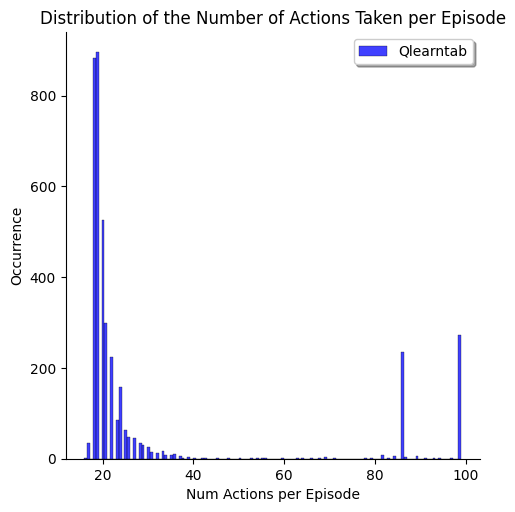 Distribution of the Number of Actions Taken per Episode
Qlearntab
800
600
400
200
0
Occurrence
20 40 60 80 100
Num Actions per Episode